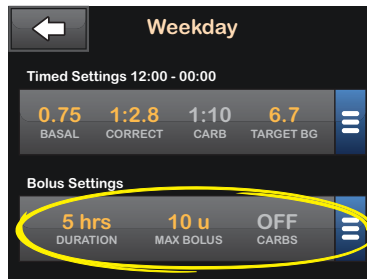 Weekday
Timed Settings 12:00 - 00:00
0.75 1:2.8 1:10 6.7
BASAL CORRECT CARB TARGET BG
Bolus Settings
5 hrs 10 u OFF
DURATION MAX BOLUS CARBS